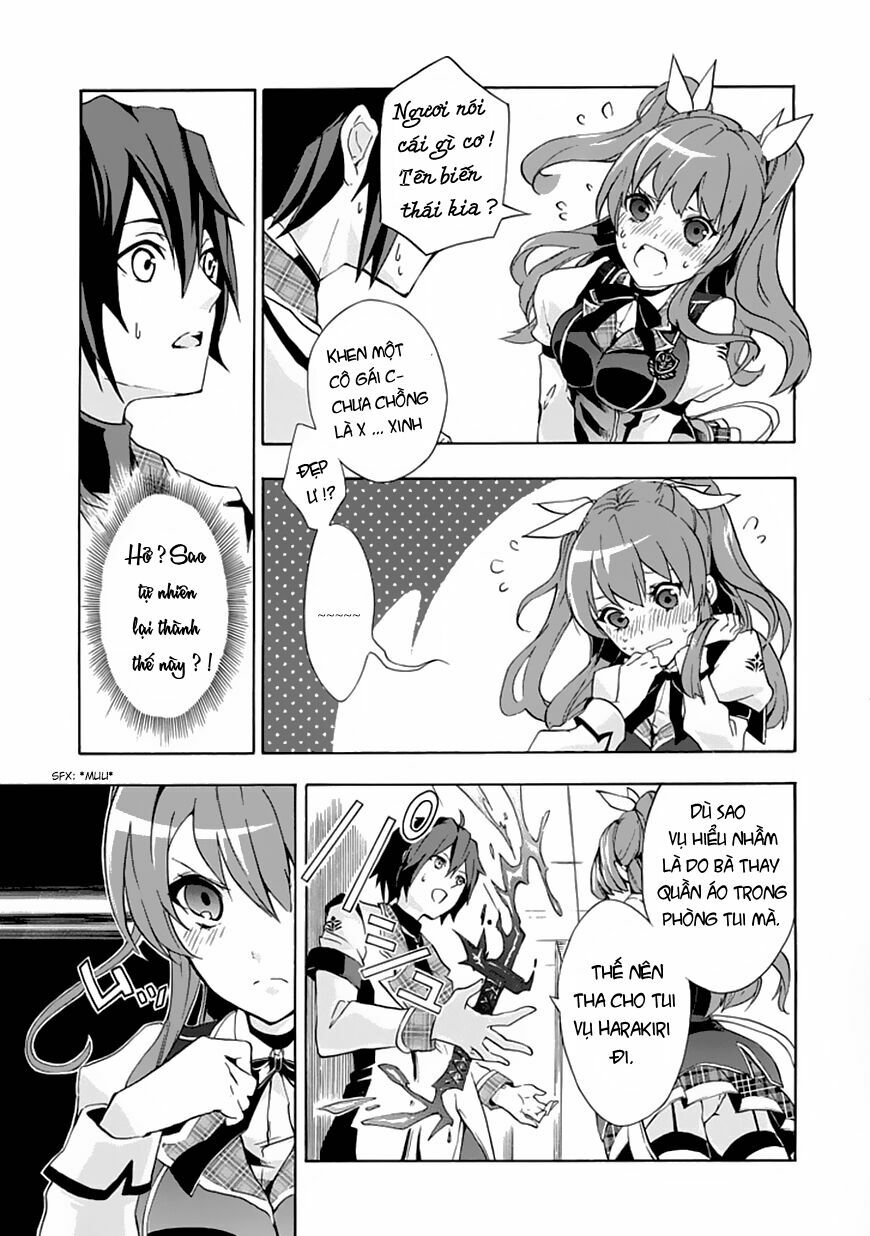 Ngươi nói
cái gì cơ!
Tên biến
thái kia?
KHEN MỘT
CÔ GÁI C-
CHƯA CHỒNG
LÀ X ... XINH
ĐẸP
Ư !?
~~~~~
Hở? Sao
tự nhiên
lại thành
thế này?!
DÙ SAO
VỤ HIỂU NHẦM
LÀ DO BÀ THAY
QUẦN ÁO TRONG
PHÒNG TUI MÀ.
THẾ NÊN
THA CHO TUI
VỤ HARAKIRI
ĐI.
SFX: *MUU*